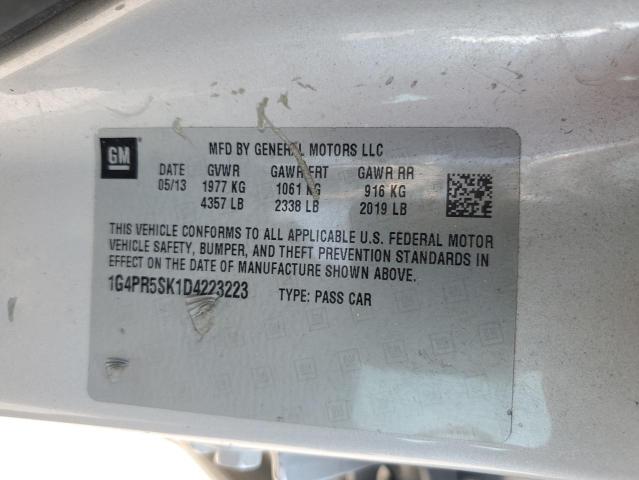 GM
MFD BY GENERAL MOTORS LLC
DATE GVWR GAWR FRT GAWR RR
05/13 1977 KG 1061 KG 916 KG
4357 LB 2338 LB 2019 LB
THIS VEHICLE CONFORMS TO ALL APPLICABLE U.S. FEDERAL MOTOR
VEHICLE SAFETY, BUMPER, AND THEFT PREVENTION STANDARDS IN
EFFECT ON THE DATE OF MANUFACTURE SHOWN ABOVE.
1G4PR5SK1D4223223 TYPE: PASS CAR